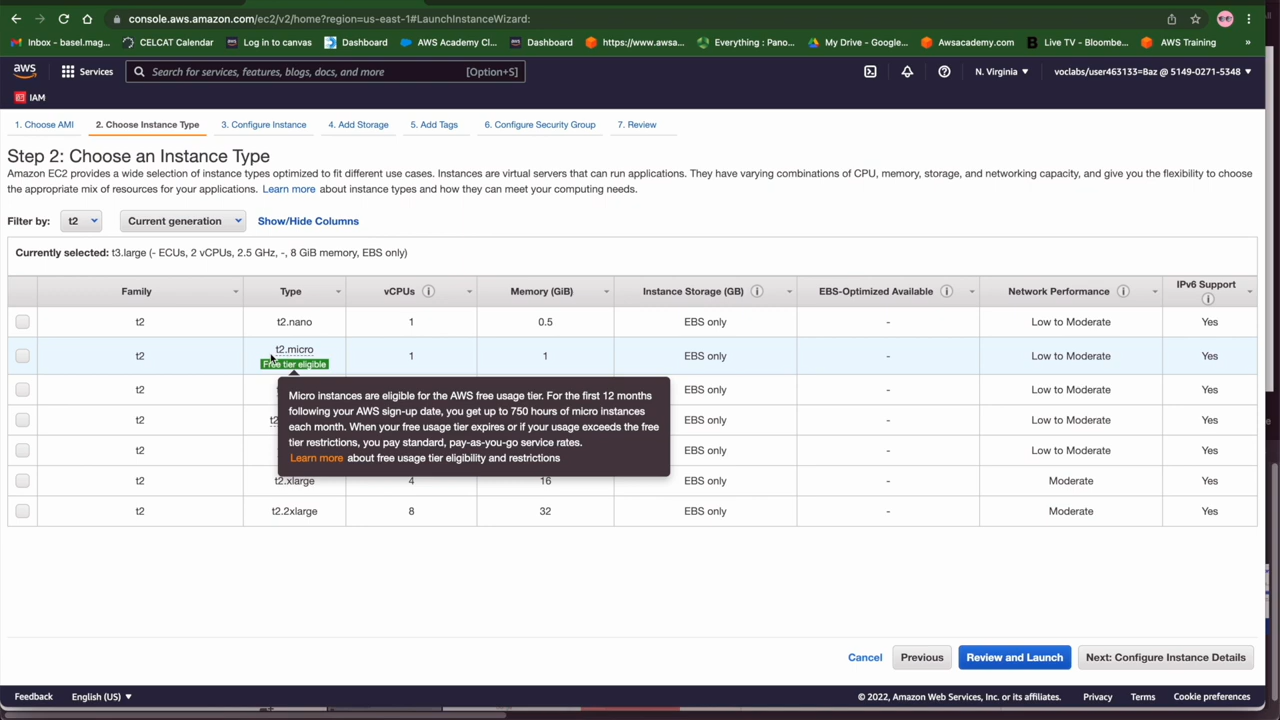 console.aws.amazon.com/ec2/v2/home?region=us-east-1#LaunchInstanceWizard:
Inbox - basel.mag... CELCAT Calendar Log in to canvas Dashboard AWS Academy Cl... Dashboard https://www.awsa... Everything : Pano... My Drive - Google... Awsacademy.com Live TV - Bloombe... AWS Training »
aws Services Search for services, features, blogs, docs, and more [Option+S] N. Virginia voclabs/user463133=Baz @ 5149-0271-5348
IAM
1. Choose AMI 2. Choose Instance Type 3. Configure Instance 4. Add Storage 5. Add Tags 6. Configure Security Group 7. Review
Step 2: Choose an Instance Type
Amazon EC2 provides a wide selection of instance types optimized to fit different use cases. Instances are virtual servers that can run applications. They have varying combinations of CPU, memory, storage, and networking capacity, and give you the flexibility to choose
the appropriate mix of resources for your applications. Learn more about instance types and how they can meet your computing needs.
Filter by: t2 Current generation Show/Hide Columns
Currently selected: t3.large (- ECUs, 2 vCPUs, 2.5 GHz, -, 8 GiB memory, EBS only)
Family Type vCPUs Memory (GiB) Instance Storage (GB) EBS-Optimized Available Network Performance IPv6 Support
t2 t2.nano 1 0.5 EBS only - Low to Moderate Yes
t2 t2.micro 1 1 EBS only - Low to Moderate Yes
Free tier eligible
t2 EBS only - Low to Moderate Yes
t2 EBS only - Low to Moderate Yes
t2 EBS only - Low to Moderate Yes
Micro instances are eligible for the AWS free usage tier. For the first 12 months
following your AWS sign-up date, you get up to 750 hours of micro instances
each month. When your free usage tier expires or if your usage exceeds the free
tier restrictions, you pay standard, pay-as-you-go service rates.
Learn more about free usage tier eligibility and restrictions
t2 t2.xlarge 4 16 EBS only - Moderate Yes
t2 t2.2xlarge 8 32 EBS only - Moderate Yes
Cancel Previous Review and Launch Next: Configure Instance Details
Feedback English (US) © 2022, Amazon Web Services, Inc. or its affiliates. Privacy Terms Cookie preferences